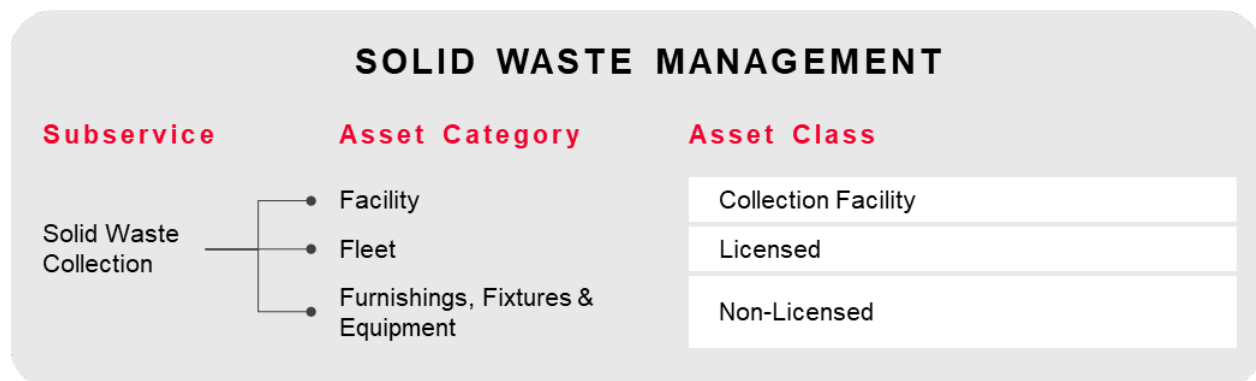 SOLID WASTE MANAGEMENT
Subservice
Asset Category
Asset Class
Solid Waste
Collection
Facility
Collection Facility
Fleet
Licensed
Furnishings, Fixtures &
Equipment
Non-Licensed